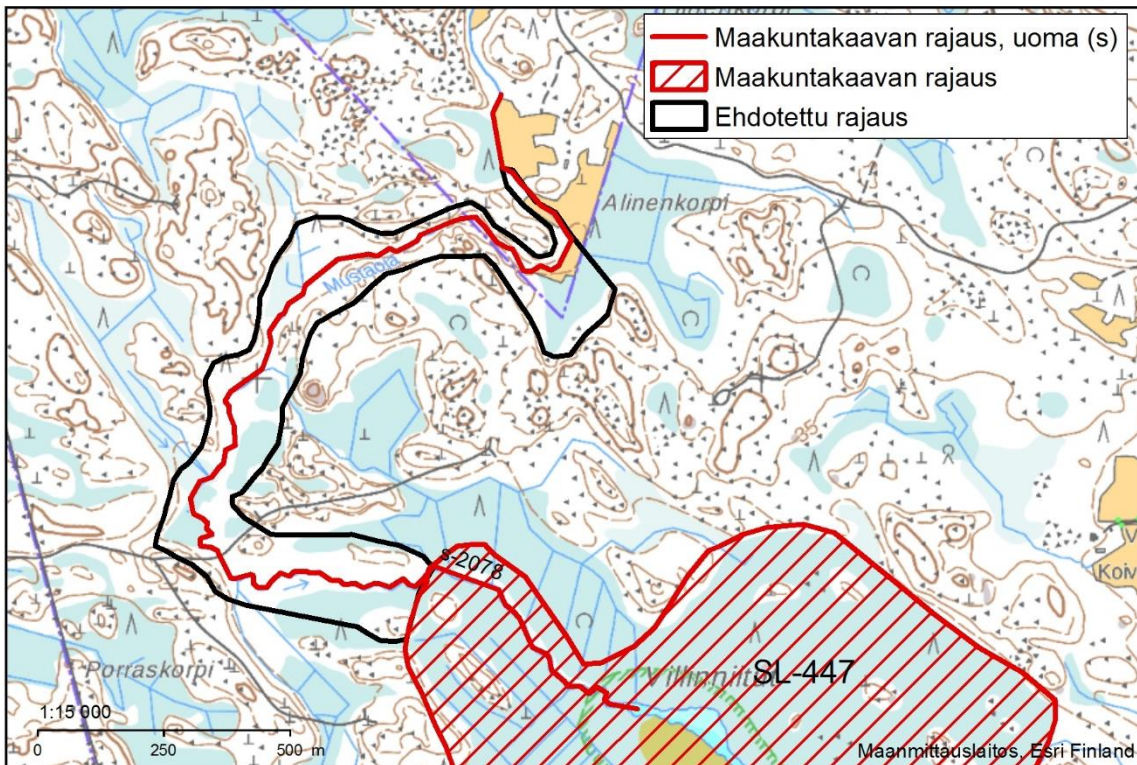 Maakuntakaavan rajaus, uoma (s)
Maakuntakaavan rajaus
Ehdotettu rajaus
Alinenkorpi
Mustaoja
s-2078
Koiv
Porraskorpi
SL-447
1:15 000
0 250 500 m
Maanmittauslaitos, Esri Finland